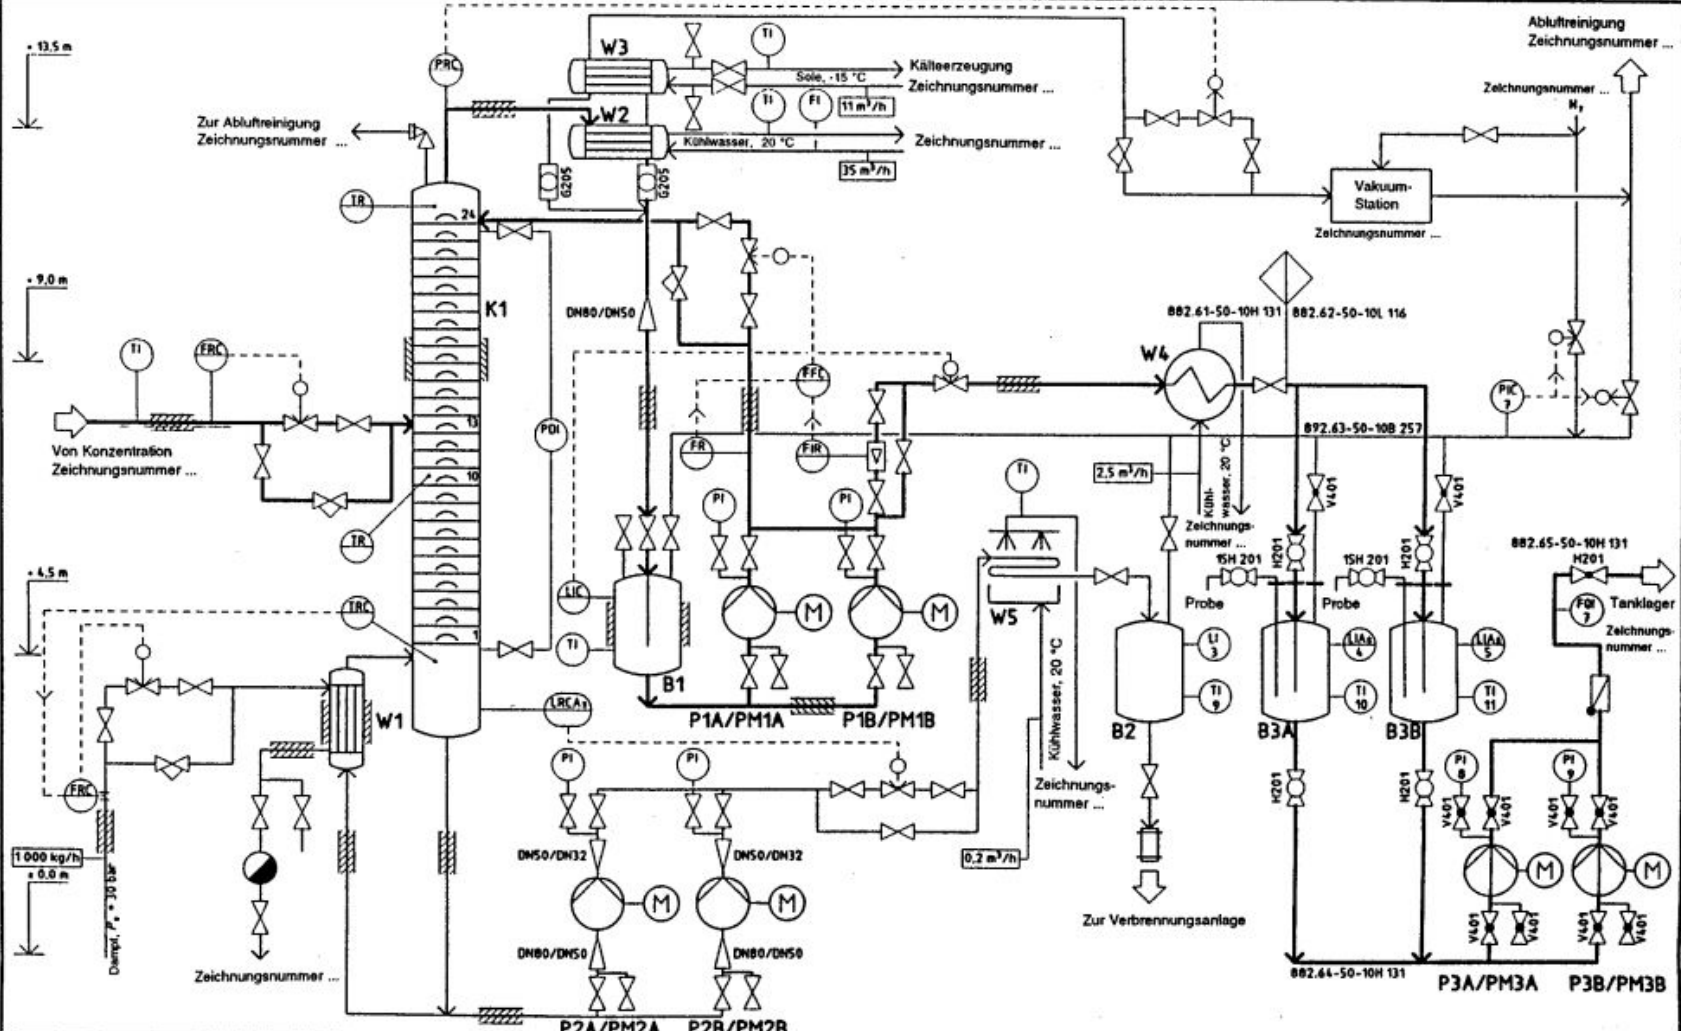 + 13,5 m
PRC
W3
TI
Kälteerzeugung
Sole, -15 °C
Zeichnungsnummer ...
11 m³/h
TI
FI
W2
Kühlwasser, 20 °C
Zeichnungsnummer ...
35 m³/h
Zur Abluftreinigung
Zeichnungsnummer ...
G205
G205
Abluftreinigung
Zeichnungsnummer ...
Zeichnungsnummer ...
Vakuum-
Station
Zeichnungsnummer ...
TR
24
+ 9,0 m
K1
DN80/DN50
882.61-50-10H 131
882.62-50-10L 116
W4
TI
FRC
FFC
PIC
7
13
PDI
892.63-50-10B 257
Von Konzentration
Zeichnungsnummer ...
FR
FIR
10
TI
2,5 m³/h
Kühl-
wasser, 20 °C
V401
V401
PI
PI
Zeichnungs-
nummer ...
TR
882.65-50-10H 131
H201
H201
H201
1SH 201
1SH 201
+ 4,5 m
LIC
Probe
Probe
Tanklager
FQI
7
Zeichnungs-
nummer ...
TRC
M
M
W5
1
LI
3
LIA±
4
LIA±
5
TI
B1
TI
9
TI
10
TI
11
W1
LRCA±
P1A/PM1A
P1B/PM1B
Kühlwasser, 20 °C
B2
B3A
B3B
PI
PI
Zeichnungs-
nummer ...
H201
H201
PI
8
PI
9
FRC
V401
V401
V401
V401
1 000 kg/h
± 0,0 m
DN50/DN32
DN50/DN32
0,2 m³/h
M
M
M
M
Zur Verbrennungsanlage
DN80/DN50
DN80/DN50
V401
V401
V401
V401
Zeichnungsnummer ...
882.64-50-10H 131
P3A/PM3A
P3B/PM3B
P2A/PM2A
P2B/PM2B